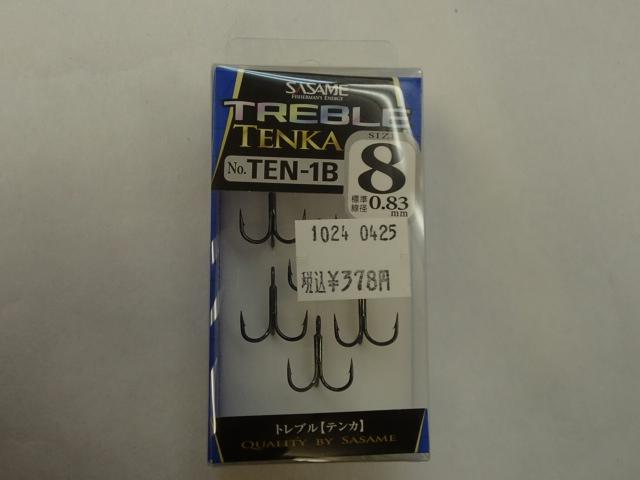 SASAME
FISHERMAN'S ENERGY
TREBLE
TENKA
SIZE
No. TEN-1B
8
標準
線径 0.83
mm
1024 0425
税込¥378円
トレブル【テンカ】
QUALITY BY SASAME